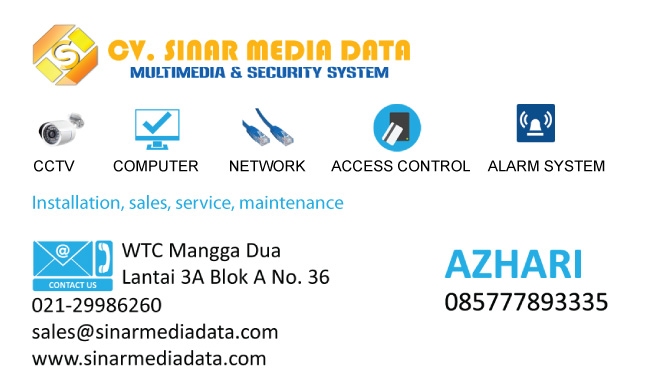 S
CV. SINAR MEDIA DATA
MULTIMEDIA & SECURITY SYSTEM
CCTV COMPUTER NETWORK ACCESS CONTROL ALARM SYSTEM
Installation, sales, service, maintenance
@
CONTACT US
WTC Mangga Dua
Lantai 3A Blok A No. 36
021-29986260
sales@sinarmediadata.com
www.sinarmediadata.com
AZHARI
085777893335